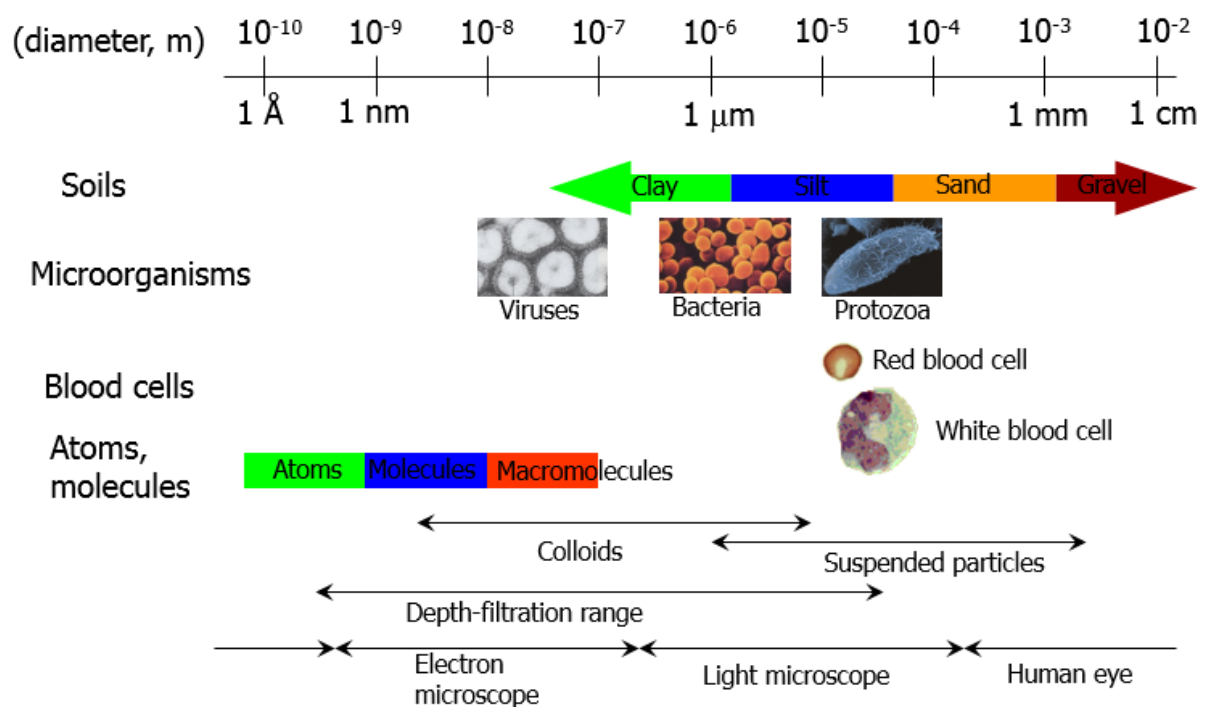 (diameter, m) 10⁻¹⁰ 10⁻⁹ 10⁻⁸ 10⁻⁷ 10⁻⁶ 10⁻⁵ 10⁻⁴ 10⁻³ 10⁻²
1 Å 1 nm 1 μm 1 mm 1 cm
Soils Clay Silt Sand Gravel
Microorganisms
Viruses Bacteria Protozoa
Red blood cell
Blood cells
White blood cell
Atoms,
molecules
Atoms Molecules Macromolecules
Colloids
Suspended particles
Depth-filtration range
Electron
microscope
Light microscope
Human eye